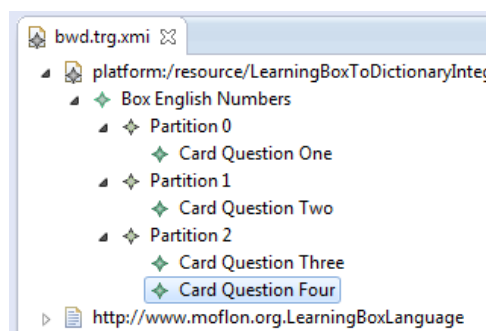 bwd.trg.xmi
platform:/resource/LearningBoxToDictionaryInteg
Box English Numbers
Partition 0
Card Question One
Partition 1
Card Question Two
Partition 2
Card Question Three
Card Question Four
http://www.moflon.org.LearningBoxLanguage